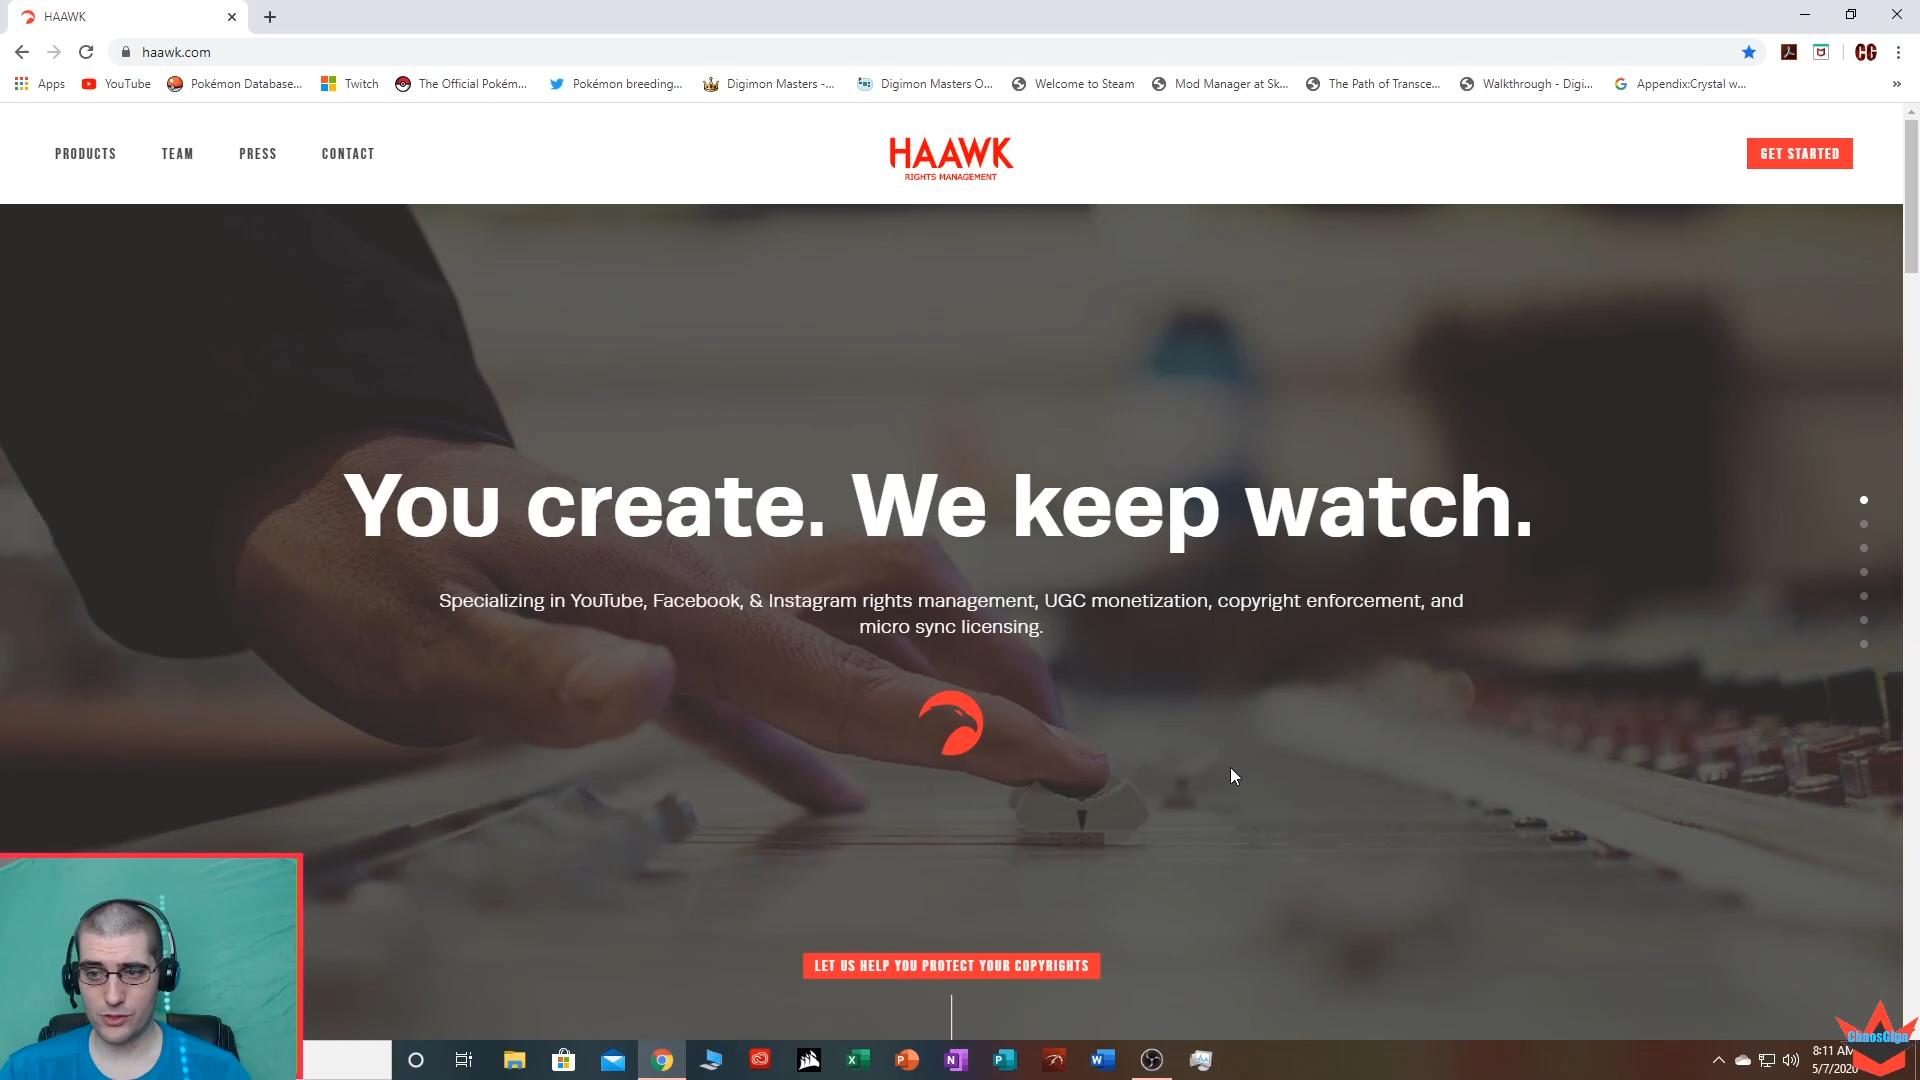 HAAWK
haawk.com
Apps
YouTube
Pokémon Database...
Twitch
The Official Pokém...
Pokémon breeding...
Digimon Masters -...
Digimon Masters O...
Welcome to Steam
Mod Manager at Sk...
The Path of Transce...
Walkthrough - Digi...
Appendix:Crystal w...
»
PRODUCTS
TEAM
PRESS
CONTACT
HAAWK
RIGHTS MANAGEMENT
GET STARTED
You create. We keep watch.
Specializing in YouTube, Facebook, & Instagram rights management, UGC monetization, copyright enforcement, and
micro sync licensing.
LET US HELP YOU PROTECT YOUR COPYRIGHTS
8:11 AM
5/7/2020
ChaosGiga